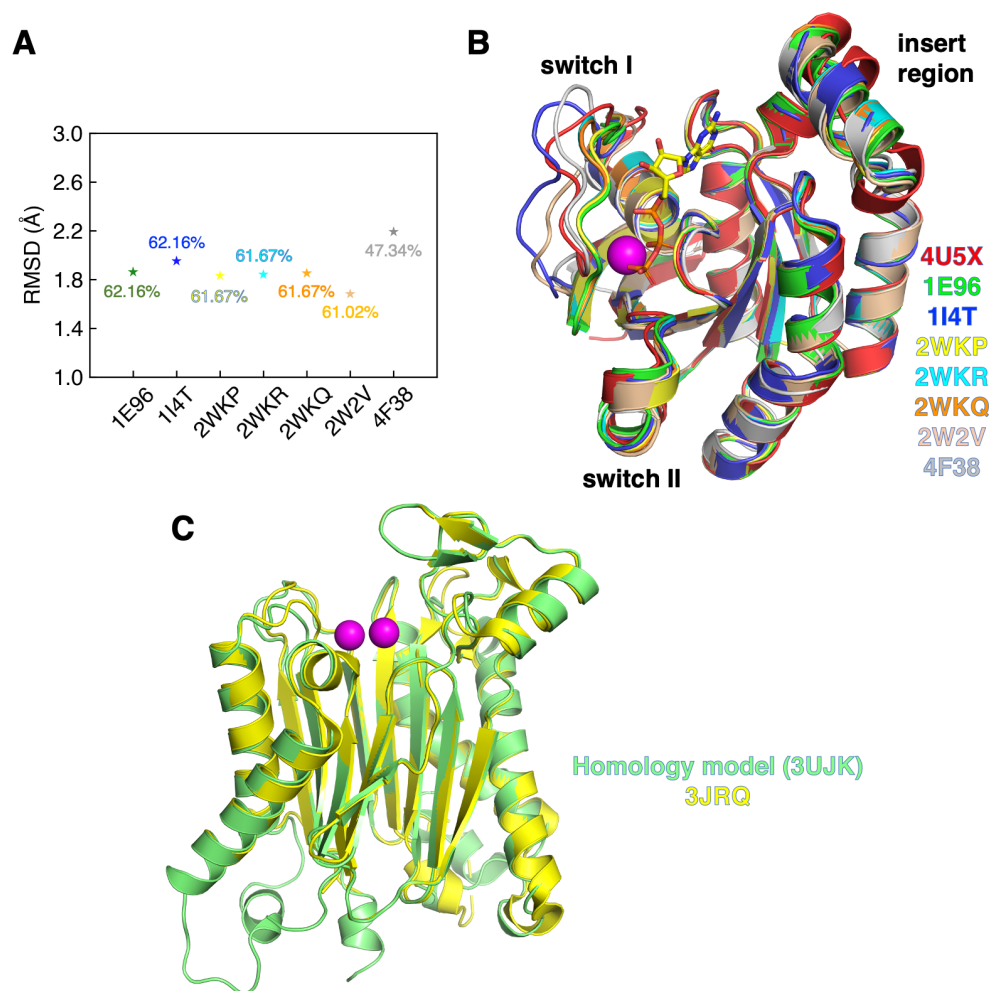 A
RMSD (Å)
3.0
2.6
2.2
1.8
1.4
1.0
62.16%
62.16%
61.67%
61.67%
61.67%
61.02%
47.34%
1E96
1I4T
2WKP
2WKR
2WKQ
2W2V
4F38
B
switch I
insert
region
switch II
4U5X
1E96
1I4T
2WKP
2WKR
2WKQ
2W2V
4F38
C
Homology model (3UJK)
3JRQ